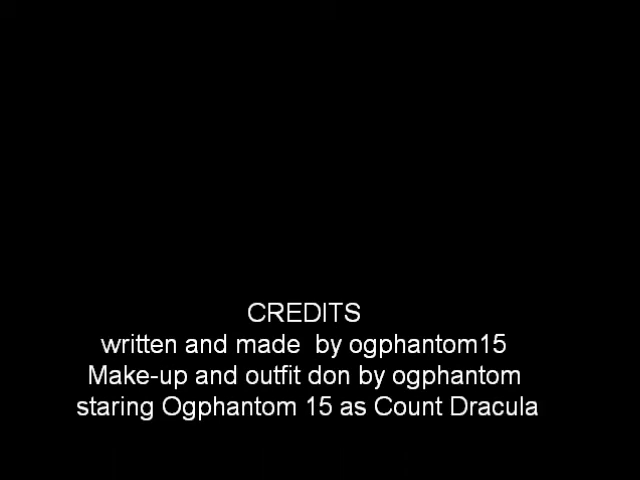 CREDITS
written and made  by ogphantom15
Make-up and outfit don by ogphantom
staring Ogphantom 15 as Count Dracula